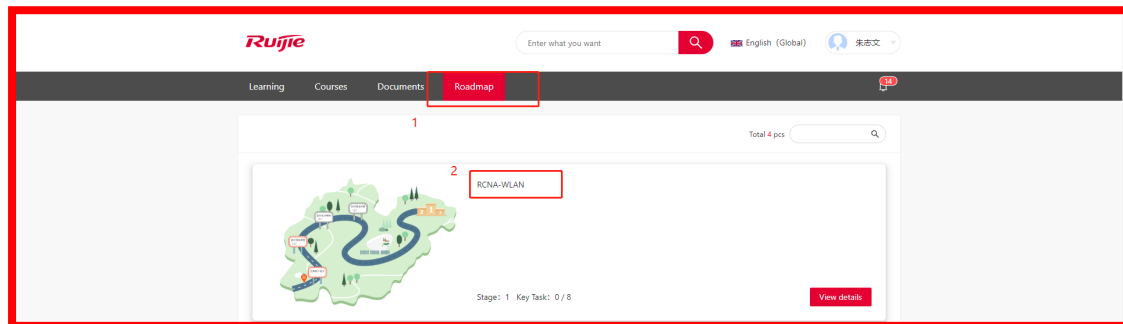 Ruijie
Enter what you want
English (Global)
朱志文
Learning
Courses
Documents
Roadmap
14
1
Total 4 pcs
2
RCNA-WLAN
Stage: 1 Key Task: 0 / 8
View details